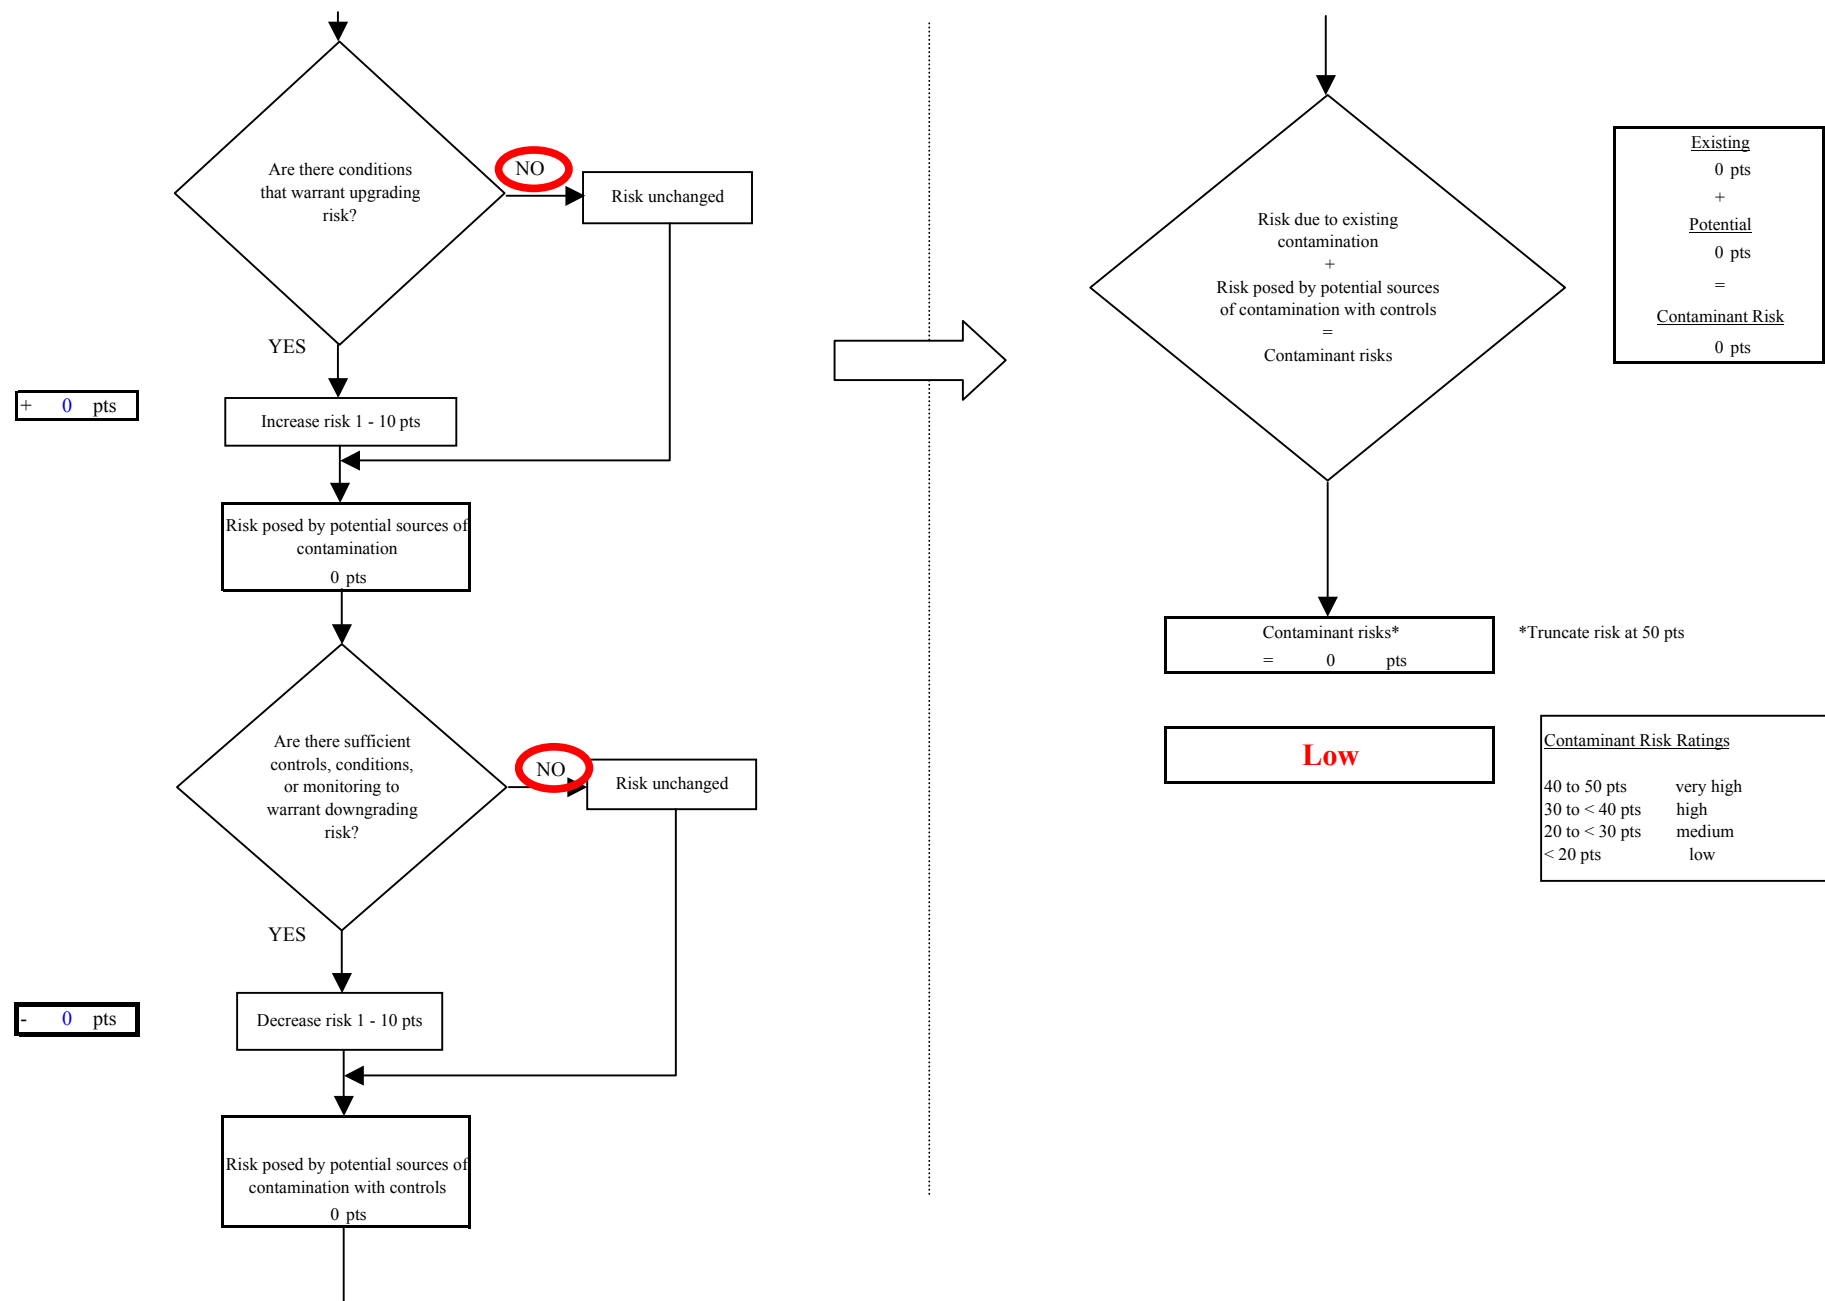 Are there conditions
that warrant upgrading
risk?
NO
Risk unchanged
YES
+ 0 pts
Increase risk 1 - 10 pts
Risk posed by potential sources of
contamination
0 pts
Are there sufficient
controls, conditions,
or monitoring to
warrant downgrading
risk?
NO
Risk unchanged
YES
- 0 pts
Decrease risk 1 - 10 pts
Risk posed by potential sources of
contamination with controls
0 pts
Risk due to existing
contamination
+
Risk posed by potential sources
of contamination with controls
=
Contaminant risks
Existing
0 pts
+
Potential
0 pts
=
Contaminant Risk
0 pts
Contaminant risks*
= 0 pts
*Truncate risk at 50 pts
Low
Contaminant Risk Ratings
40 to 50 pts very high
30 to < 40 pts high
20 to < 30 pts medium
< 20 pts low